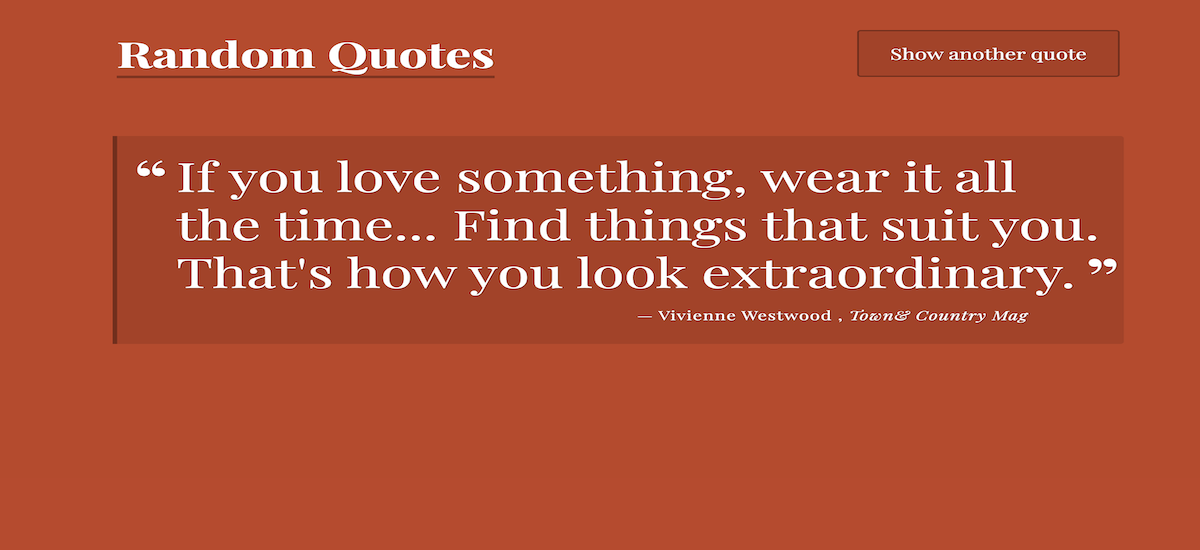 Random Quotes
Show another quote
“ If you love something, wear it all
the time... Find things that suit you.
That's how you look extraordinary. ”
— Vivienne Westwood , Town& Country Mag